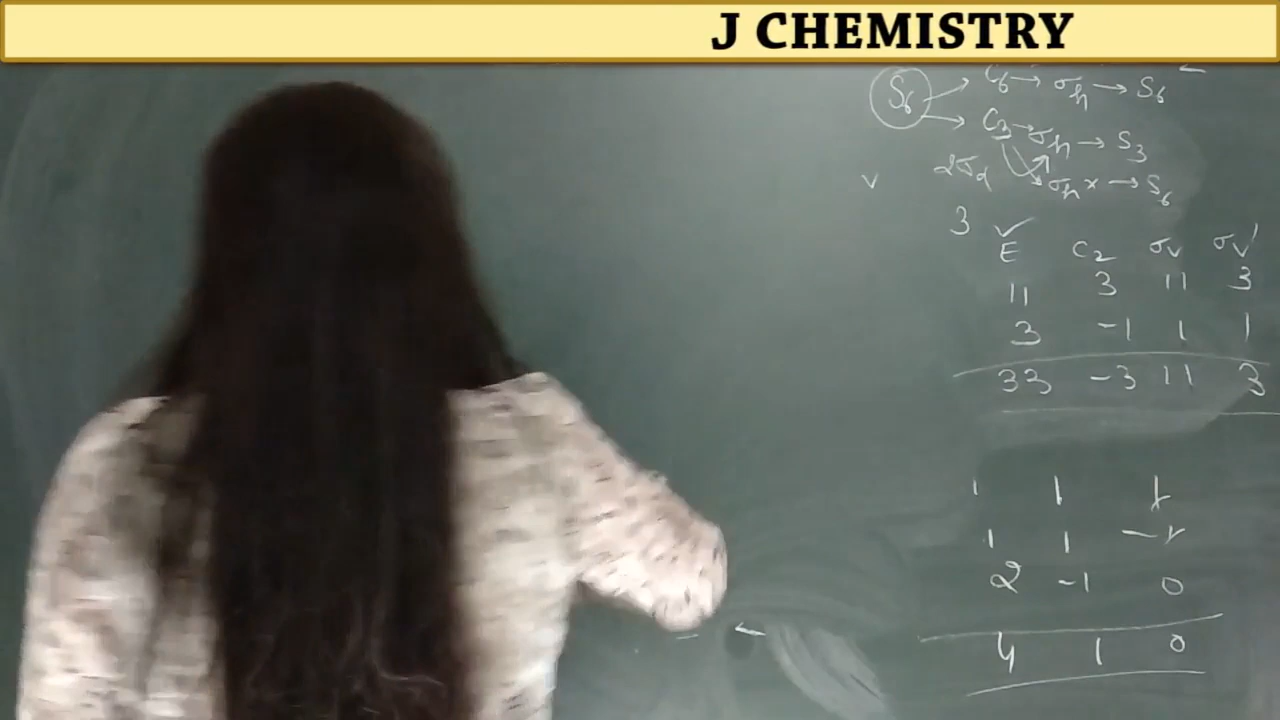 J CHEMISTRY
S₆ → C₆ → σh → S₆
→ C₃ → σh → S₃
2σd → σh x → S₆
v
3 ✓
E C₂ σv σv'
11 3 11 3
3 -1 1 1
33 -3 11 3
1 1 1
1 1 -1
2 -1 0
4 1 0